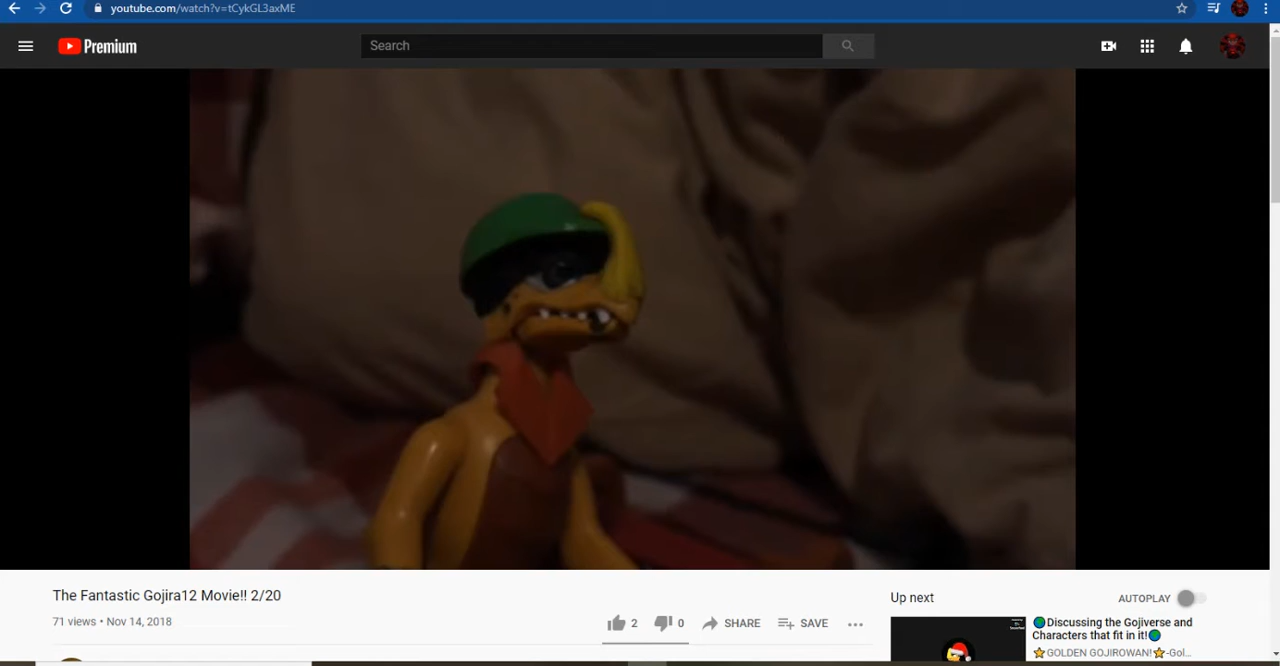 youtube.com/watch?v=tCykGL3axME
Premium
Search
The Fantastic Gojira12 Movie!! 2/20
71 views • Nov 14, 2018
2
0
SHARE
SAVE
Up next
AUTOPLAY
🌎Discussing the Gojiverse and
Characters that fit in it!🌎
⭐GOLDEN GOJIROWAN!⭐-Gol...